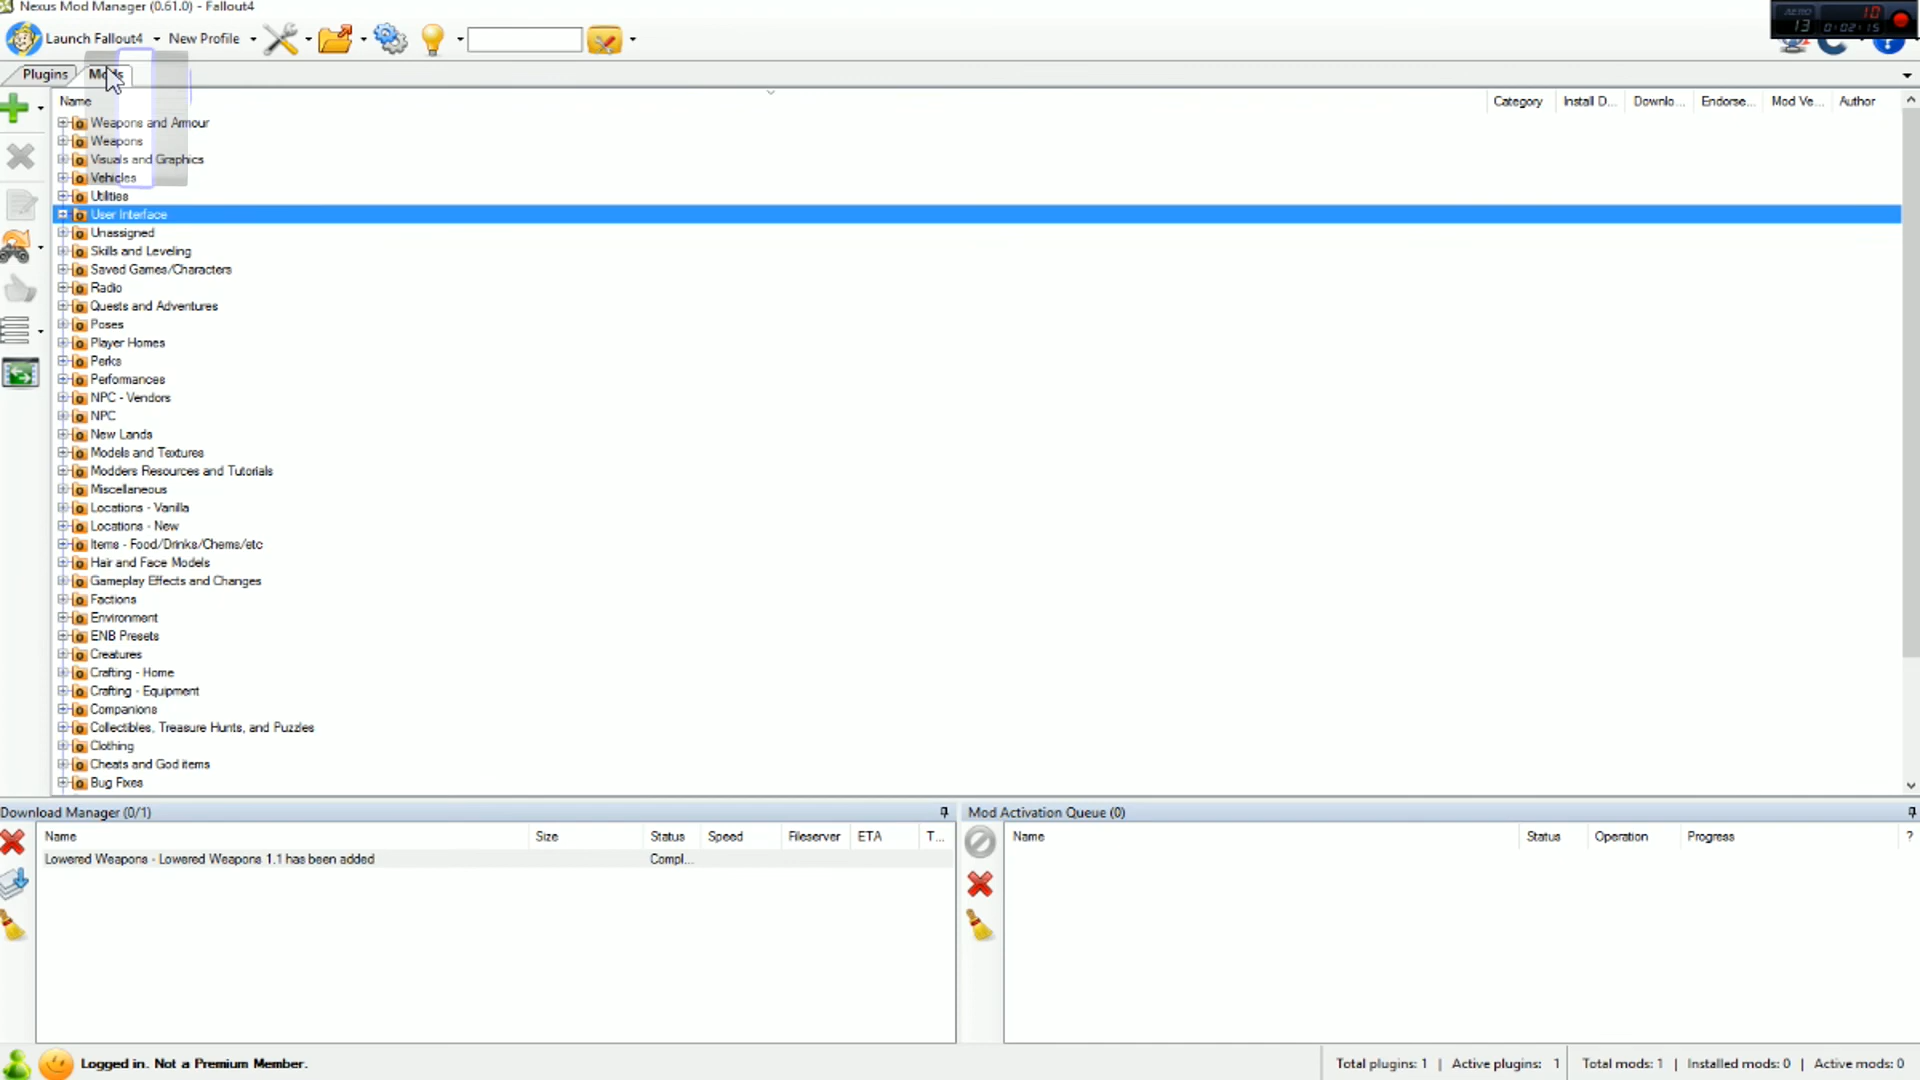 Nexus Mod Manager (0.61.0) - Fallout4
Launch Fallout4 New Profile
AERO 10
13 0:02:15
Plugins Mods
Name Category Install D... Downlo... Endorse... Mod Ve... Author
Weapons and Armour
Weapons
Visuals and Graphics
Vehicles
Utilities
User Interface
Unassigned
Skills and Leveling
Saved Games/Characters
Radio
Quests and Adventures
Poses
Player Homes
Perks
Performances
NPC - Vendors
NPC
New Lands
Models and Textures
Modders Resources and Tutorials
Miscellaneous
Locations - Vanilla
Locations - New
Items - Food/Drinks/Chems/etc
Hair and Face Models
Gameplay Effects and Changes
Factions
Environment
ENB Presets
Creatures
Crafting - Home
Crafting - Equipment
Companions
Collectibles, Treasure Hunts, and Puzzles
Clothing
Cheats and God items
Bug Fixes
Download Manager (0/1)
Name Size Status Speed Fileserver ETA T...
Lowered Weapons - Lowered Weapons 1.1 has been added Compl...
Mod Activation Queue (0)
Name Status Operation Progress ?
Logged in. Not a Premium Member.
Total plugins: 1 | Active plugins: 1 Total mods: 1 | Installed mods: 0 | Active mods: 0